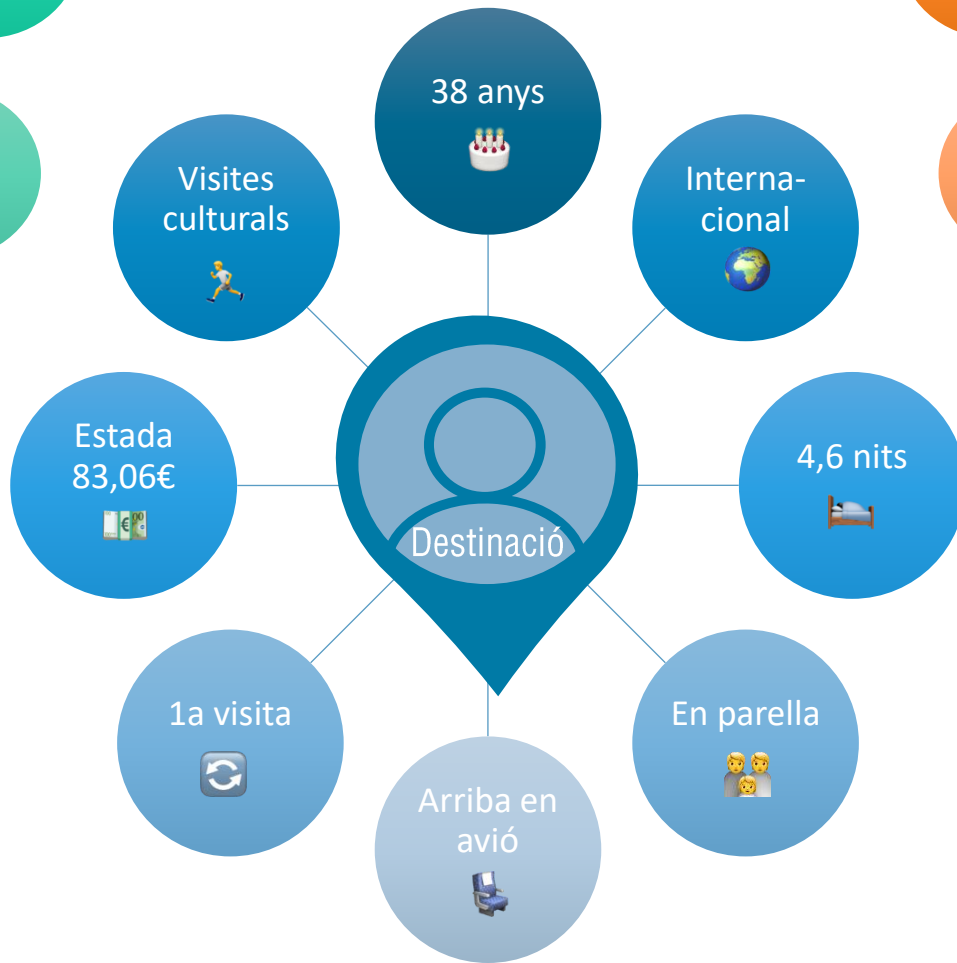 38 anys
Interna-
cional
4,6 nits
En parella
Arriba en
avió
1a visita
Estada
83,06€
Visites
culturals
Destinació